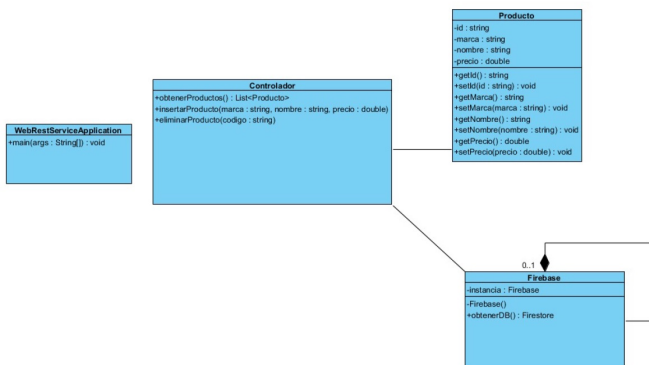 WebRestServiceApplication
+main(args : String[]) : void
Controlador
+obtenerProductos() : List<Producto>
+insertarProducto(marca : string, nombre : string, precio : double)
+eliminarProducto(codigo : string)
Producto
-id : string
-marca : string
-nombre : string
-precio : double
+getId() : string
+setId(id : string) : void
+getMarca() : string
+setMarca(marca : string) : void
+getNombre() : string
+setNombre(nombre : string) : void
+getPrecio() : double
+setPrecio(precio : double) : void
0..1
Firebase
-instancia : Firebase
-Firebase()
+obtenerDB() : Firestore